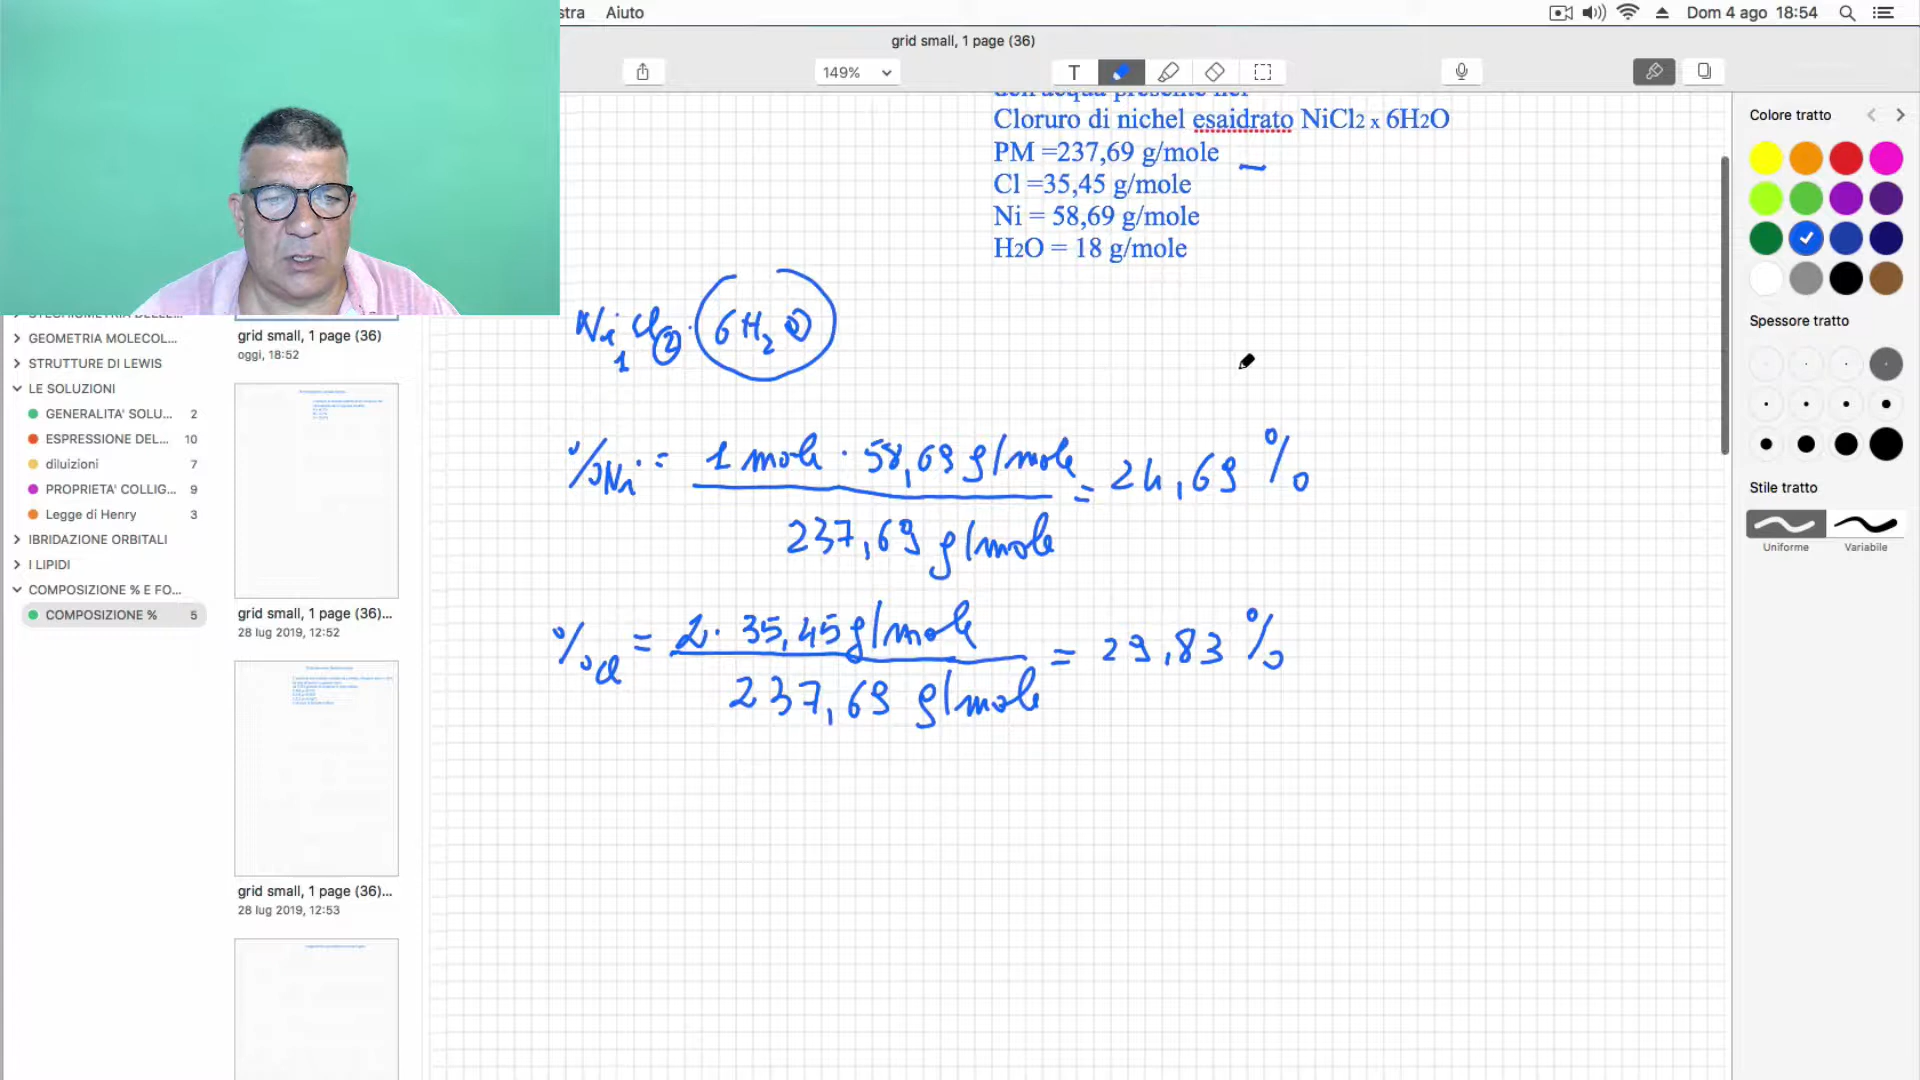 stra Aiuto
Dom 4 ago 18:54
grid small, 1 page (36)
149%
T
Cloruro di nichel esaidrato NiCl2 x 6H2O
PM =237,69 g/mole
Cl =35,45 g/mole
Ni = 58,69 g/mole
H2O = 18 g/mole
NiCl2 · 6H2O
1
%Ni = 1 mole · 58,69 g/mole
237,69 g/mole
= 24,69 %
%Cl = 2 · 35,45 g/mole
237,69 g/mole
= 29,83 %
GEOMETRIA MOLECOL...
STRUTTURE DI LEWIS
LE SOLUZIONI
GENERALITA' SOLU... 2
ESPRESSIONE DEL... 10
diluizioni 7
PROPRIETA' COLLIG... 9
Legge di Henry 3
IBRIDAZIONE ORBITALI
I LIPIDI
COMPOSIZIONE % E FO...
COMPOSIZIONE % 5
grid small, 1 page (36)
oggi, 18:52
grid small, 1 page (36)...
28 lug 2019, 12:52
grid small, 1 page (36)...
28 lug 2019, 12:53
Colore tratto
Spessore tratto
Stile tratto
Uniforme
Variabile